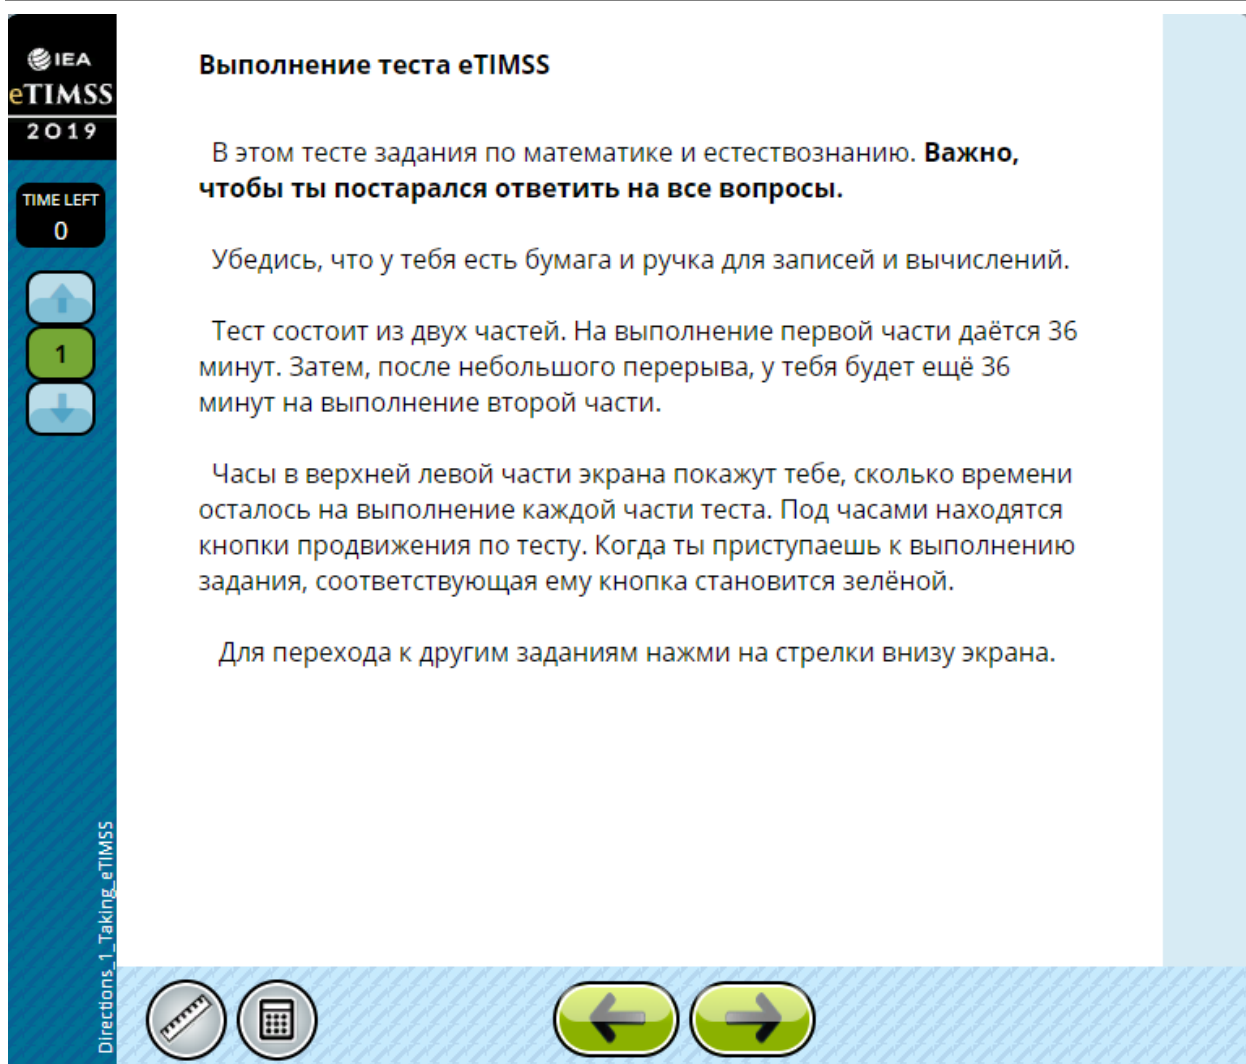 IEA
eTIMSS
2019
TIME LEFT
0
1
Directions_1_Taking_eTIMSS
Выполнение теста eTIMSS
В этом тесте задания по математике и естествознанию. Важно,
чтобы ты постарался ответить на все вопросы.
Убедись, что у тебя есть бумага и ручка для записей и вычислений.
Тест состоит из двух частей. На выполнение первой части даётся 36
минут. Затем, после небольшого перерыва, у тебя будет ещё 36
минут на выполнение второй части.
Часы в верхней левой части экрана покажут тебе, сколько времени
осталось на выполнение каждой части теста. Под часами находятся
кнопки продвижения по тесту. Когда ты приступаешь к выполнению
задания, соответствующая ему кнопка становится зелёной.
Для перехода к другим заданиям нажми на стрелки внизу экрана.